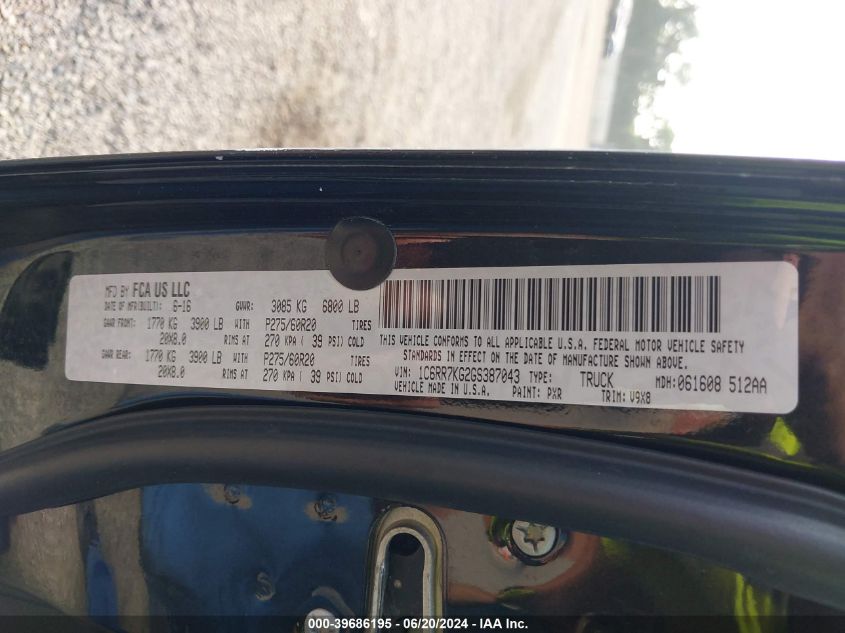 MFD BY FCA US LLC
DATE OF MFR(BUILT): 6-16 GVWR: 3085 KG 6800 LB
GAWR FRONT: 1770 KG 3900 LB WITH P275/60R20 TIRES
20X8.0 RIMS AT 270 KPA ( 39 PSI) COLD
GAWR REAR: 1770 KG 3900 LB WITH P275/60R20 TIRES
20X8.0 RIMS AT 270 KPA ( 39 PSI) COLD
THIS VEHICLE CONFORMS TO ALL APPLICABLE U.S.A. FEDERAL MOTOR VEHICLE SAFETY
STANDARDS IN EFFECT ON THE DATE OF MANUFACTURE SHOWN ABOVE.
VIN: 1C6RR7KG2GS387043 TYPE: TRUCK MDH: 061608 512AA
VEHICLE MADE IN U.S.A. PAINT: PXR TRIM: V9X8
000-39686195 - 06/20/2024 - IAA Inc.